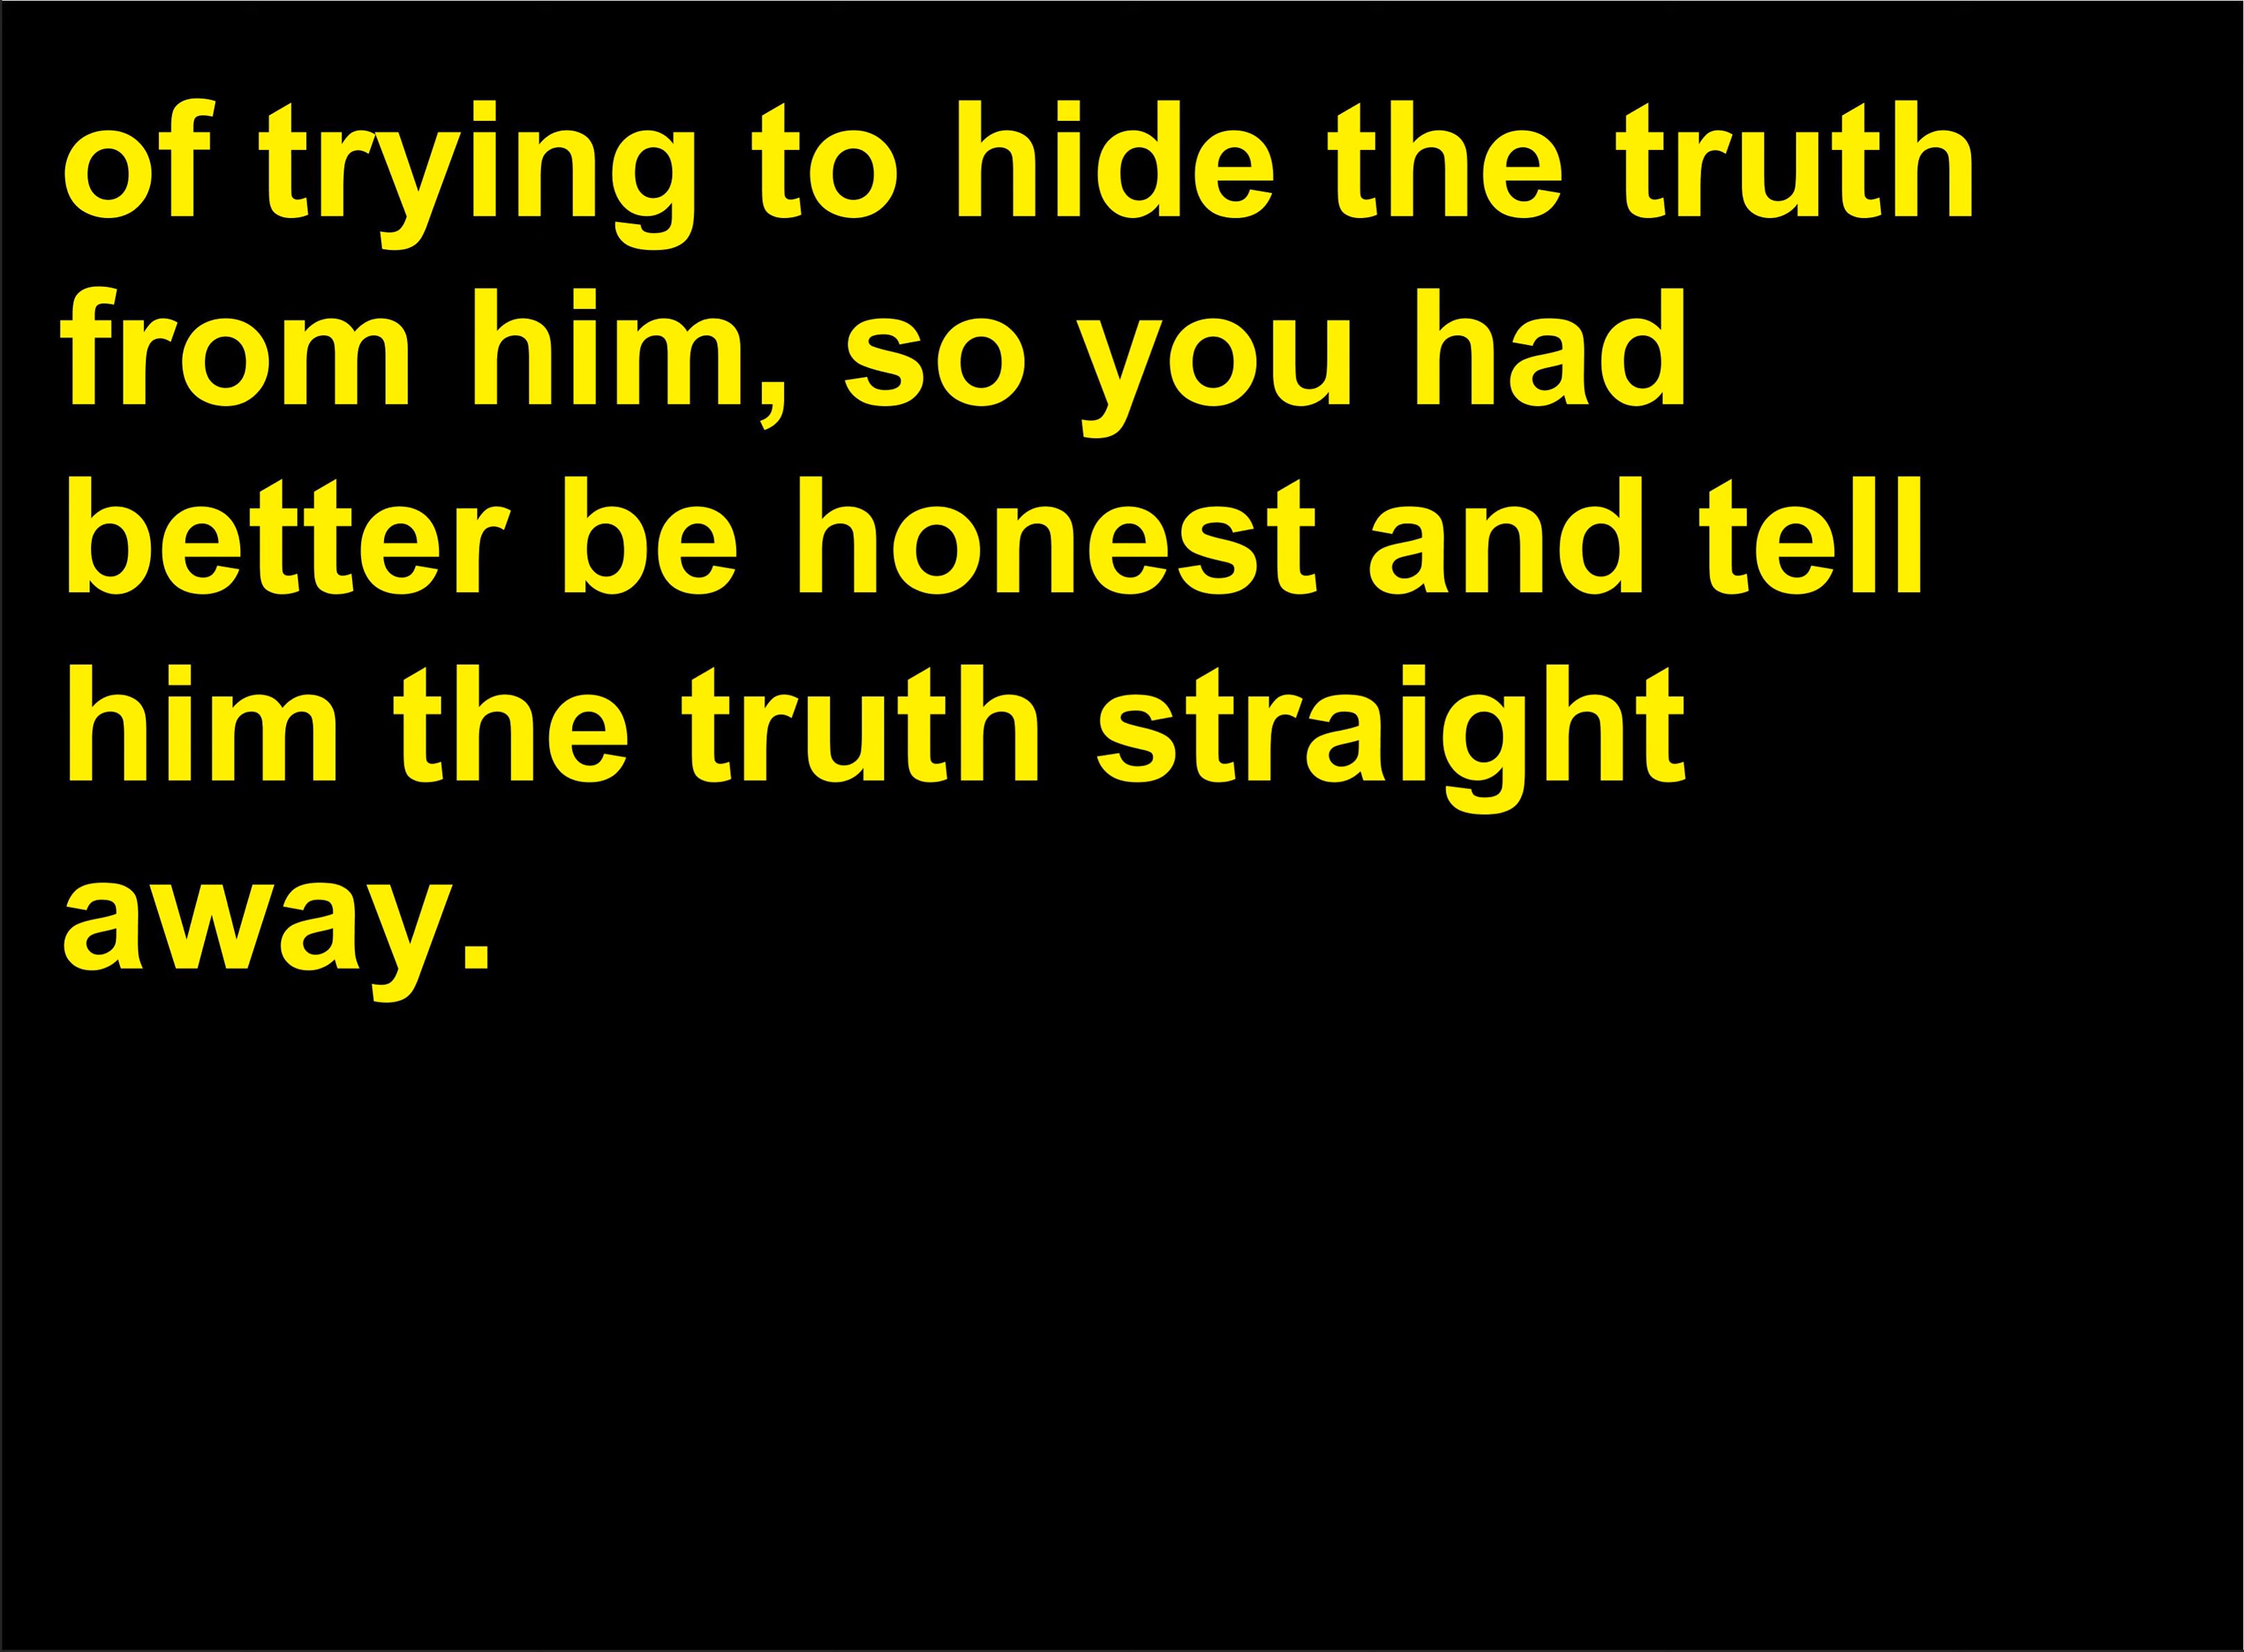 of trying to hide the truth
from him, so you had
better be honest and tell
him the truth straight
away.